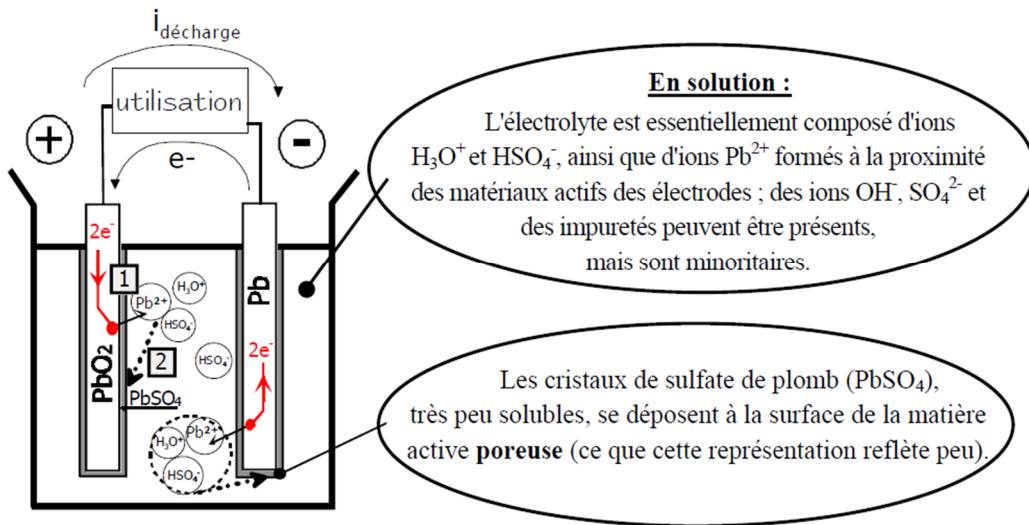 i décharge
utilisation
+
-
e-
2e-
1
Pb²⁺
H₃O⁺
HSO₄⁻
HSO₄⁻
2
PbO₂
PbSO₄
Pb
2e-
H₃O⁺
Pb²⁺
HSO₄⁻
En solution :
L'électrolyte est essentiellement composé d'ions
H₃O⁺ et HSO₄⁻, ainsi que d'ions Pb²⁺ formés à la proximité
des matériaux actifs des électrodes ; des ions OH⁻, SO₄²⁻ et
des impuretés peuvent être présents,
mais sont minoritaires.
Les cristaux de sulfate de plomb (PbSO₄),
très peu solubles, se déposent à la surface de la matière
active poreuse (ce que cette représentation reflète peu).